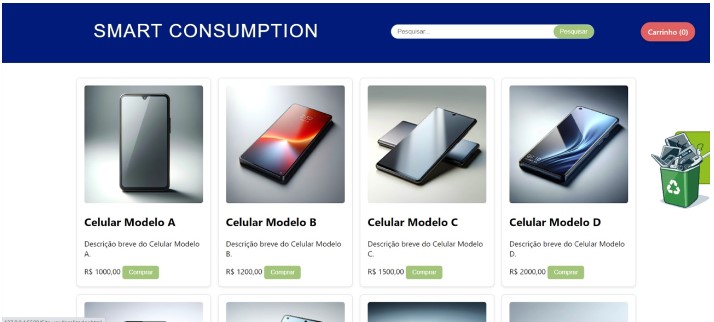 SMART CONSUMPTION
Pesquisar...
Pesquisar
Carrinho (0)
Celular Modelo A
Descrição breve do Celular Modelo
A.
R$ 1000,00 Comprar
Celular Modelo B
Descrição breve do Celular Modelo
B.
R$ 1200,00 Comprar
Celular Modelo C
Descrição breve do Celular Modelo
C.
R$ 1500,00 Comprar
Celular Modelo D
Descrição breve do Celular Modelo
D.
R$ 2000,00 Comprar